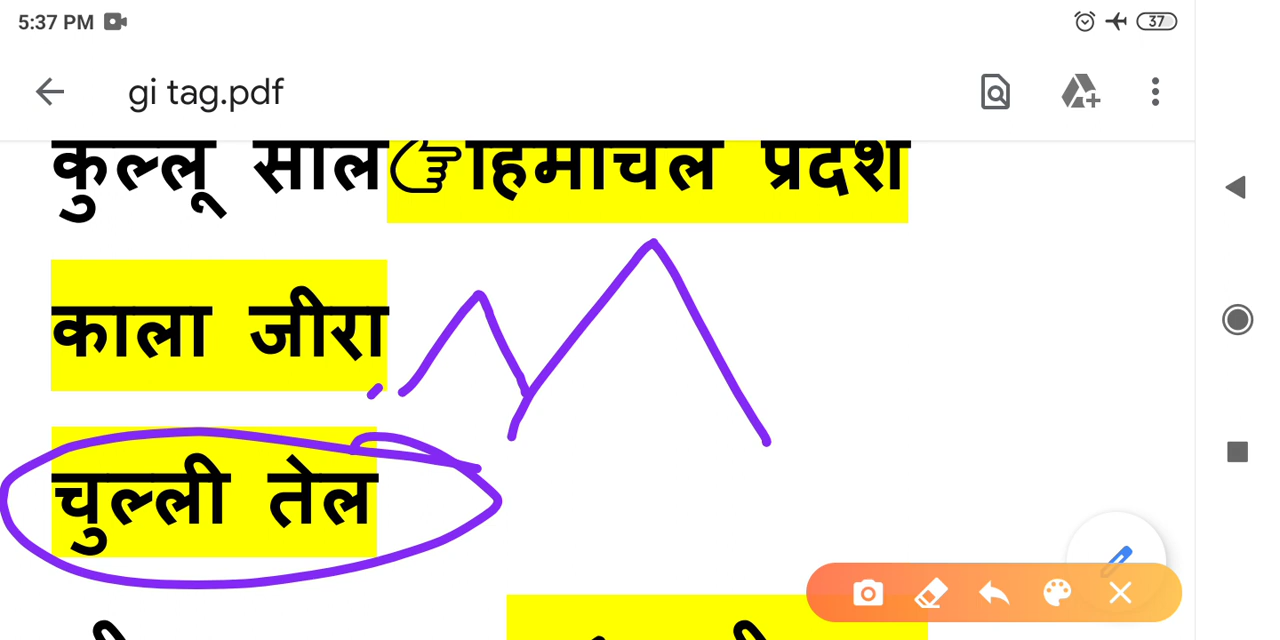 5:37 PM
37
gi tag.pdf
कुल्लू साल👉हिमाचल प्रदेश
काला जीरा
चुल्ली तेल